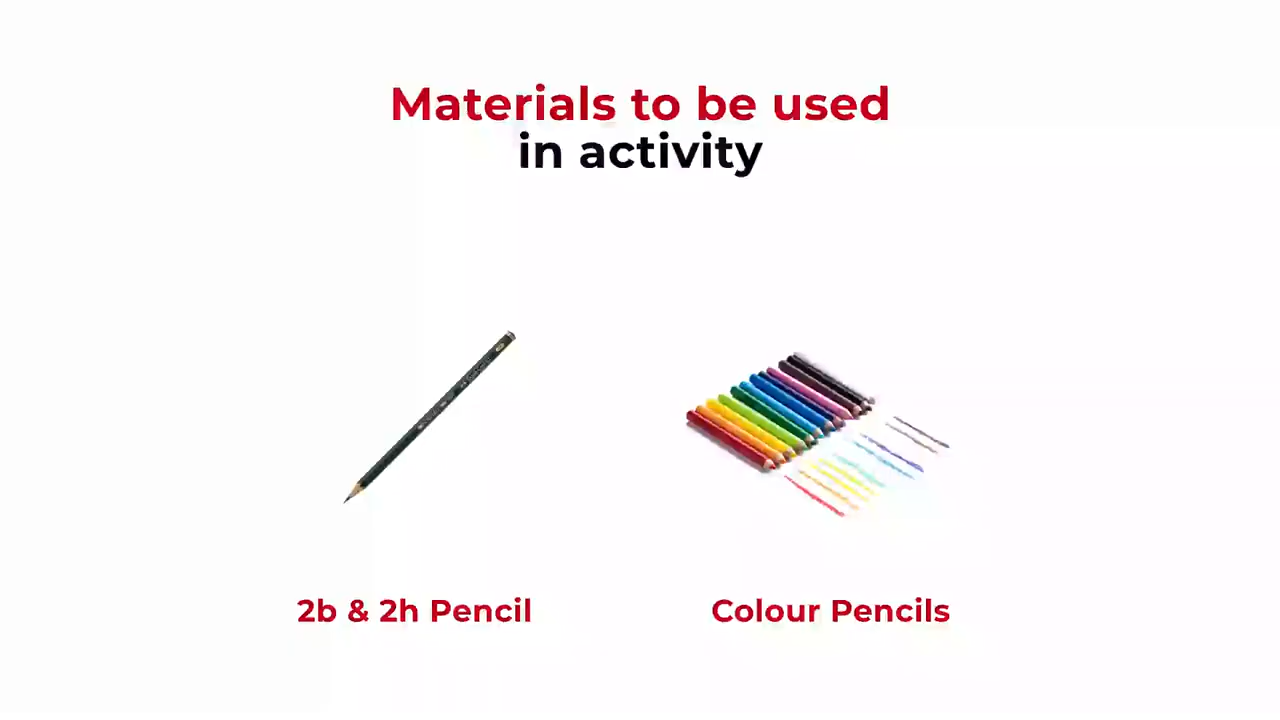 Materials to be used
in activity
2b & 2h Pencil
Colour Pencils